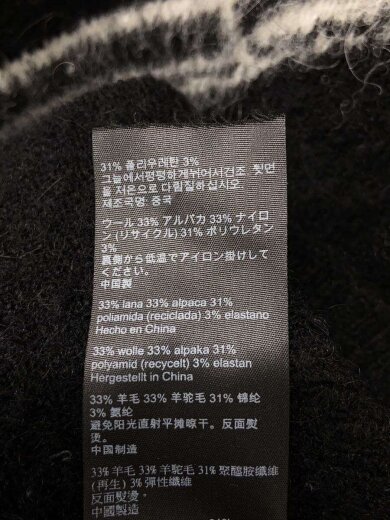 31% 폴리우레탄 3%
그늘에서평평하게뉘어서건조. 뒷면
을 저온으로 다림질하십시오.
제조국명: 중국
ウール 33% アルパカ 33% ナイロ
ン (リサイクル) 31% ポリウレタン
3%
裏側から低温でアイロン掛けして
ください。
中国製
33% lana 33% alpaca 31%
poliamida (reciclada) 3% elastano
Hecho en China
33% wolle 33% alpaka 31%
polyamid (recycelt) 3% elastan
Hergestellt in China
33% 羊毛 33% 羊驼毛 31% 锦纶
3% 氨纶
避免阳光直射平摊晾干。反面熨
烫。
中国制造
33% 羊毛 33% 羊駝毛 31% 聚醯胺纖維
(再生) 3% 彈性纖維
反面熨燙。
中國製造